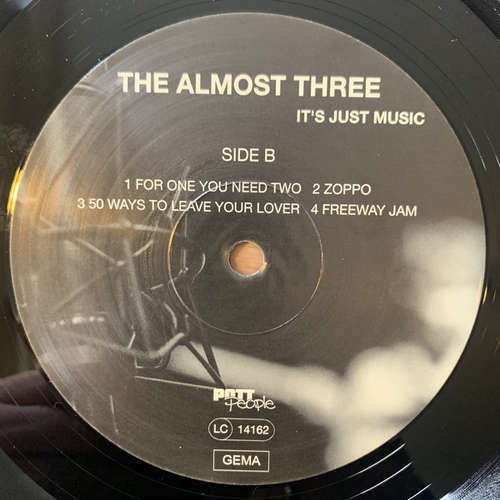 THE ALMOST THREE
IT'S JUST MUSIC
SIDE B
1 FOR ONE YOU NEED TWO 2 ZOPPO
3 50 WAYS TO LEAVE YOUR LOVER 4 FREEWAY JAM
POTT
people
LC 14162
GEMA